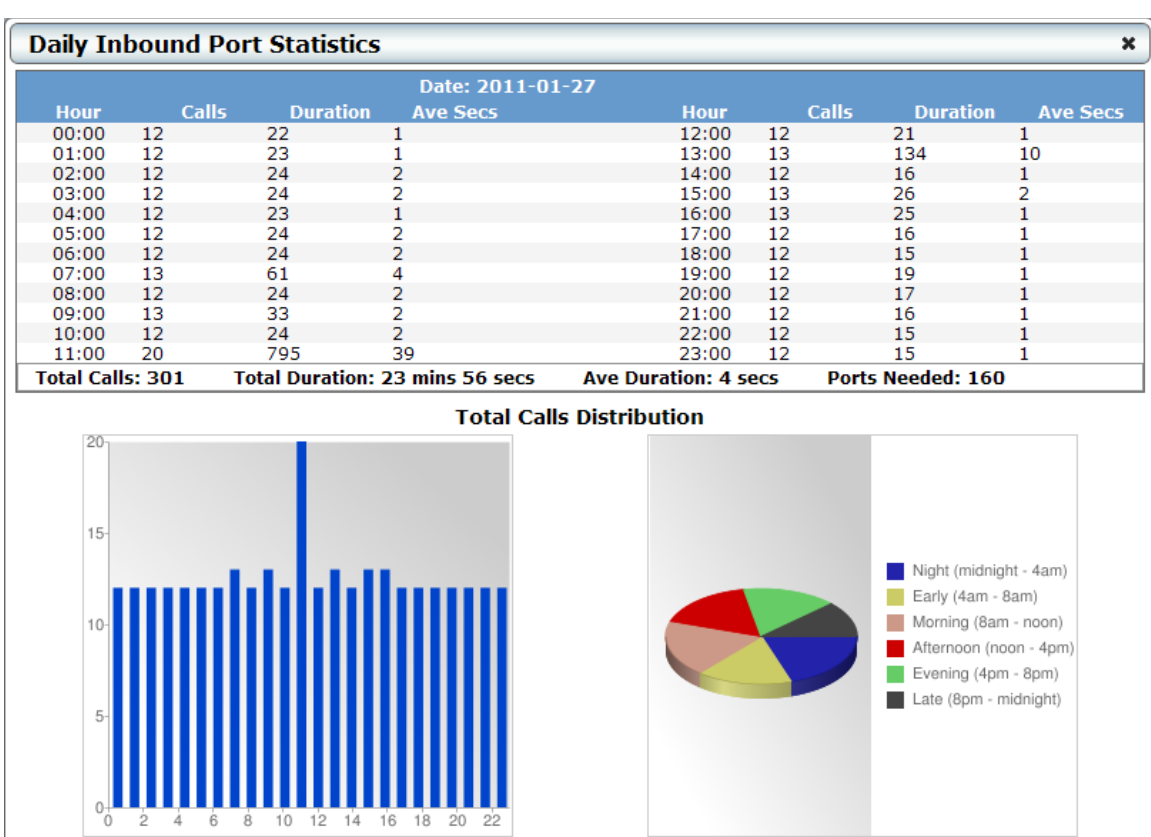 Daily Inbound Port Statistics
Date: 2011-01-27
Hour Calls Duration Ave Secs Hour Calls Duration Ave Secs
00:00 12 22 1 12:00 12 21 1
01:00 12 23 1 13:00 13 134 10
02:00 12 24 2 14:00 12 16 1
03:00 12 24 2 15:00 13 26 2
04:00 12 23 1 16:00 13 25 1
05:00 12 24 2 17:00 12 16 1
06:00 12 24 2 18:00 12 15 1
07:00 13 61 4 19:00 12 19 1
08:00 12 24 2 20:00 12 17 1
09:00 13 33 2 21:00 12 16 1
10:00 12 24 2 22:00 12 15 1
11:00 20 795 39 23:00 12 15 1
Total Calls: 301 Total Duration: 23 mins 56 secs Ave Duration: 4 secs Ports Needed: 160
Total Calls Distribution
20
15
10
5
0
0 2 4 6 8 10 12 14 16 18 20 22
Night (midnight - 4am)
Early (4am - 8am)
Morning (8am - noon)
Afternoon (noon - 4pm)
Evening (4pm - 8pm)
Late (8pm - midnight)